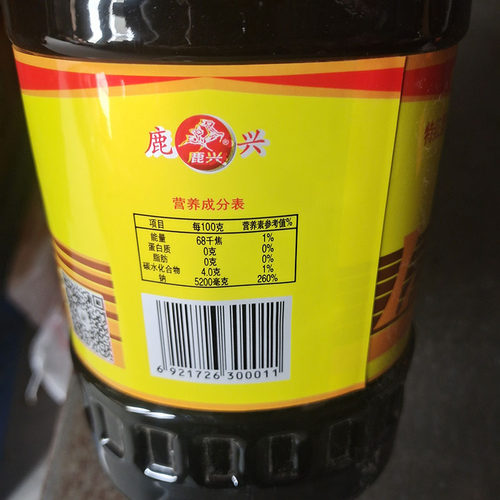 鹿 鹿兴® 兴
营养成分表
项目 每100克 营养素参考值%
能量 68千焦 1%
蛋白质 0克 0%
脂肪 0克 0%
碳水化合物 4.0克 1%
钠 5200毫克 260%
6 921726 300011